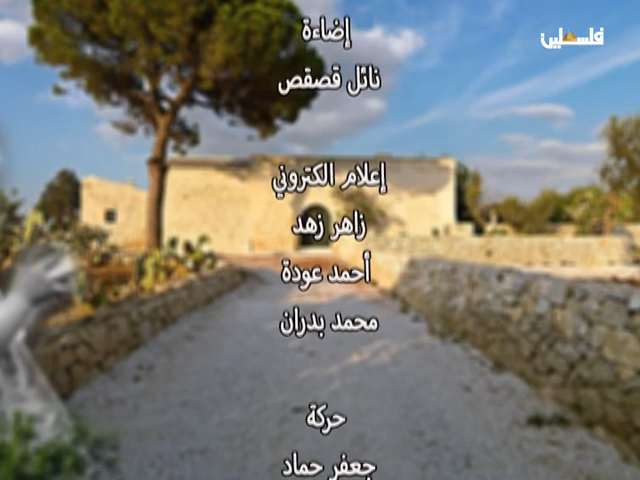 فلسطين
إضاءة
نائل قصقص
إعلام الكتروني
زاهر زهد
أحمد عودة
محمد بدران
حركة
جعفر حماد